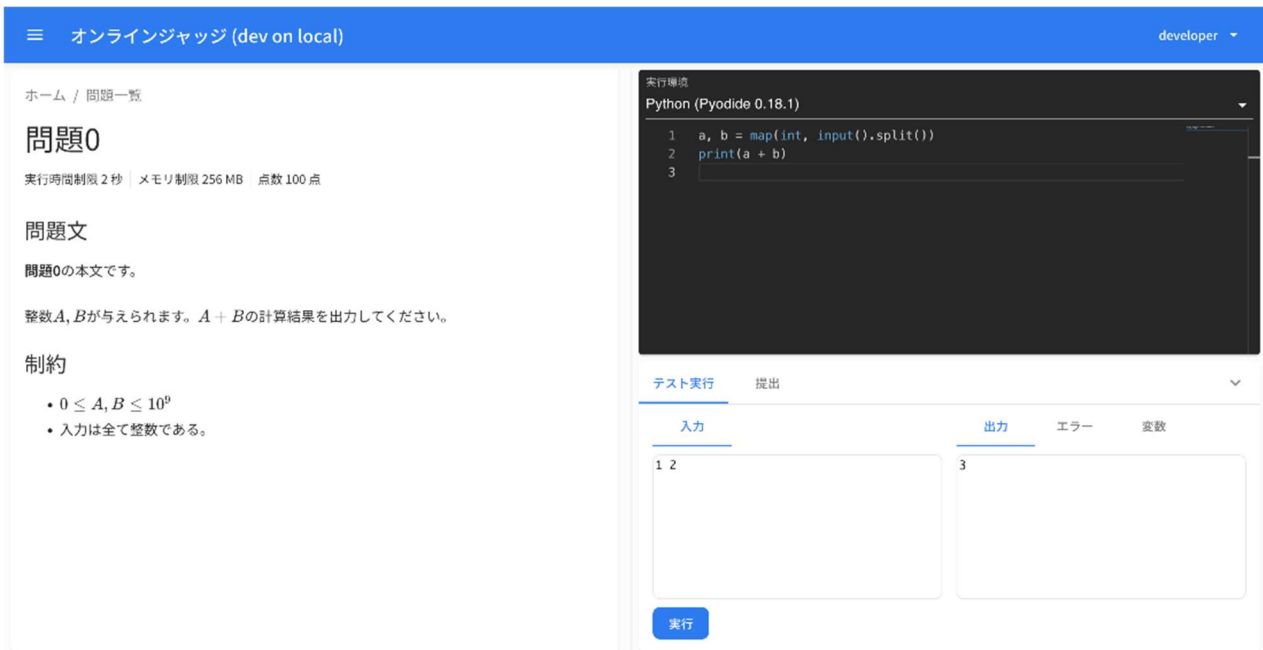 オンラインジャッジ (dev on local)
developer
ホーム / 問題一覧
問題0
実行時間制限 2 秒 メモリ制限 256 MB 点数 100 点
問題文
問題0の本文です。
整数A, Bが与えられます。A + Bの計算結果を出力してください。
制約
• 0 ≤ A, B ≤ 10⁹
• 入力は全て整数である。
実行環境
Python (Pyodide 0.18.1)
1 a, b = map(int, input().split())
2 print(a + b)
3
テスト実行 提出
入力
出力 エラー 変数
1 2
3
実行